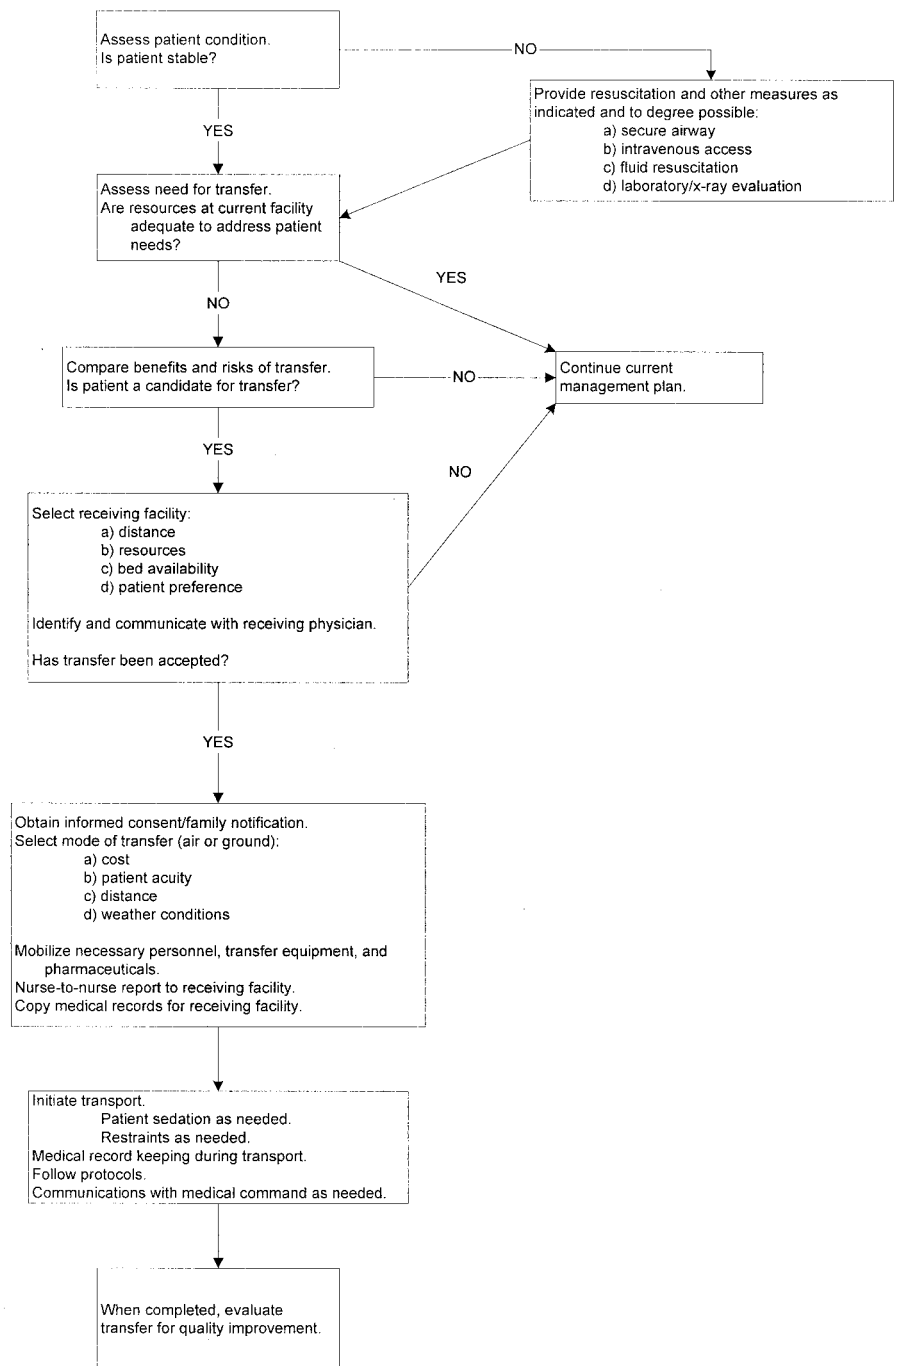 Assess patient condition.
Is patient stable?
NO
Provide resuscitation and other measures as
indicated and to degree possible:
a) secure airway
b) intravenous access
c) fluid resuscitation
d) laboratory/x-ray evaluation
YES
Assess need for transfer.
Are resources at current facility
adequate to address patient
needs?
YES
NO
Compare benefits and risks of transfer.
Is patient a candidate for transfer?
NO
Continue current
management plan.
YES
NO
Select receiving facility:
a) distance
b) resources
c) bed availability
d) patient preference
Identify and communicate with receiving physician.
Has transfer been accepted?
YES
Obtain informed consent/family notification.
Select mode of transfer (air or ground):
a) cost
b) patient acuity
c) distance
d) weather conditions
Mobilize necessary personnel, transfer equipment, and
pharmaceuticals.
Nurse-to-nurse report to receiving facility.
Copy medical records for receiving facility.
Initiate transport.
Patient sedation as needed.
Restraints as needed.
Medical record keeping during transport.
Follow protocols.
Communications with medical command as needed.
When completed, evaluate
transfer for quality improvement.